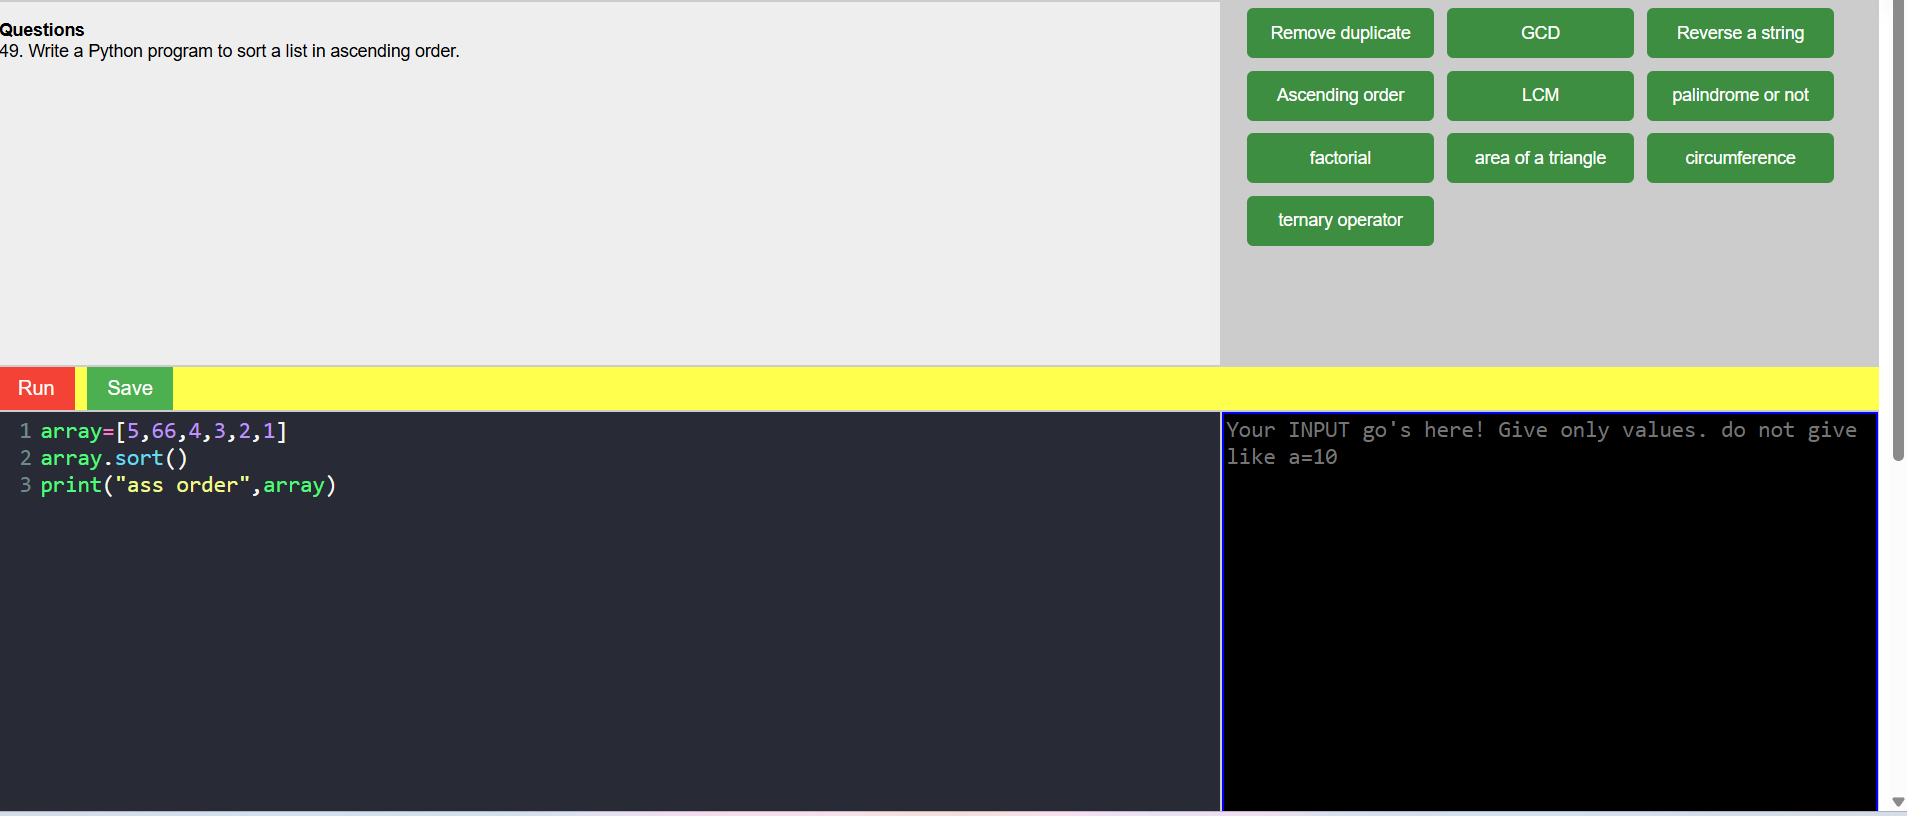 Questions
49. Write a Python program to sort a list in ascending order.
Remove duplicate
GCD
Reverse a string
Ascending order
LCM
palindrome or not
factorial
area of a triangle
circumference
ternary operator
Run
Save
1 array=[5,66,4,3,2,1]
2 array.sort()
3 print("ass order",array)
Your INPUT go's here! Give only values. do not give
like a=10